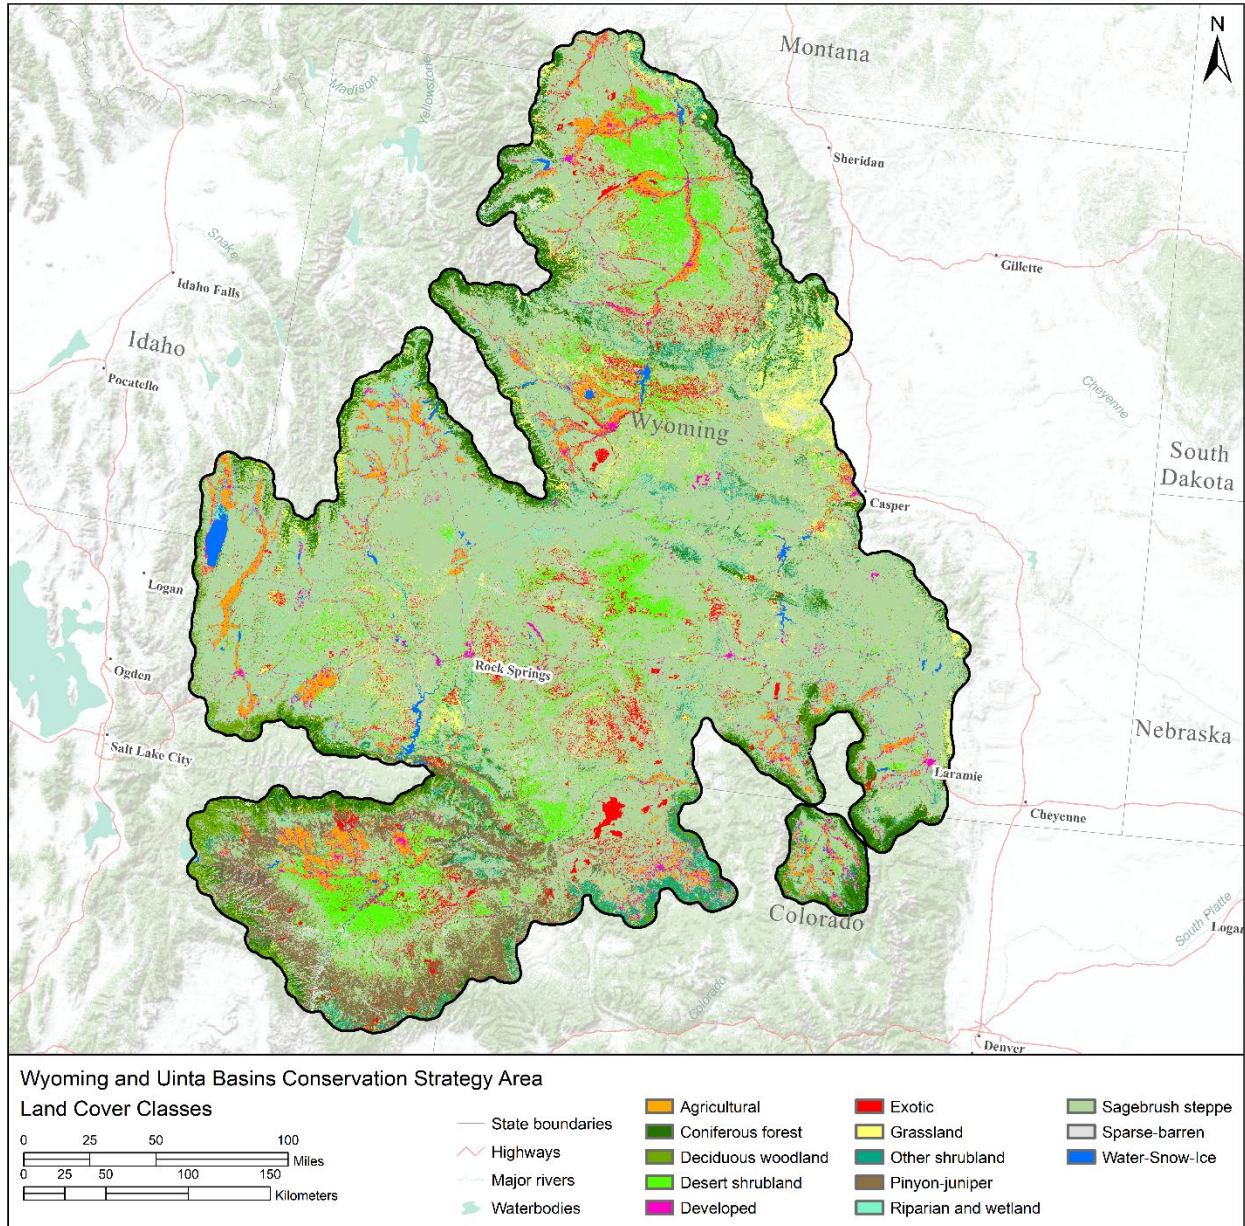 N
Montana
Madison
Yellowstone
Sheridan
Snake
Gillette
Idaho Falls
Idaho
Pocatello
Cheyenne
Wyoming
South
Dakota
Casper
Logan
Ogden
Rock Springs
Salt Lake City
Nebraska
Laramie
Cheyenne
Colorado
South Platte
Logan
Colorado
Denver
Wyoming and Uinta Basins Conservation Strategy Area
Land Cover Classes
0 25 50 100
Miles
0 25 50 100 150
Kilometers
State boundaries
Highways
Major rivers
Waterbodies
Agricultural
Coniferous forest
Deciduous woodland
Desert shrubland
Developed
Exotic
Grassland
Other shrubland
Pinyon-juniper
Riparian and wetland
Sagebrush steppe
Sparse-barren
Water-Snow-Ice